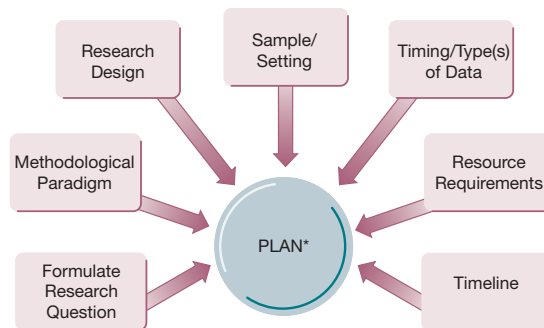 Research
Design
Sample/
Setting
Timing/Type(s)
of Data
Methodological
Paradigm
Resource
Requirements
PLAN*
Formulate
Research
Question
Timeline